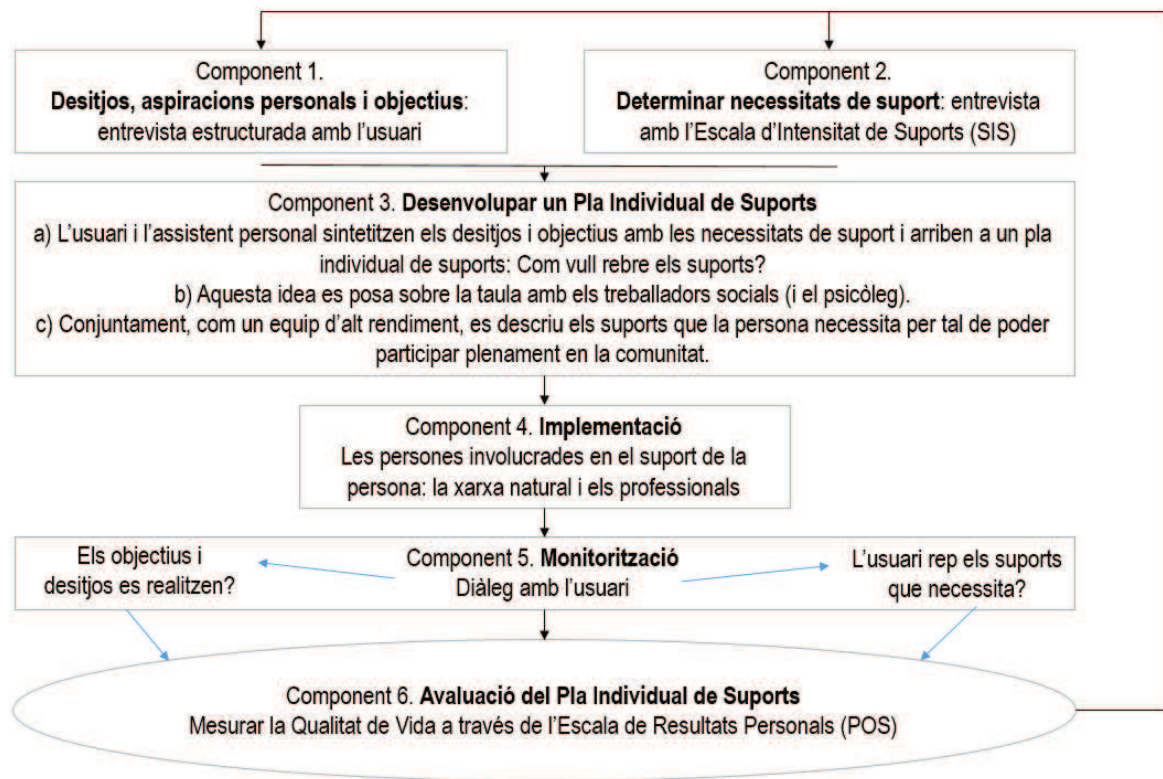 Component 1.
Desitjos, aspiracions personals i objectius:
entrevista estructurada amb l'usuari
Component 2.
Determinar necessitats de suport: entrevista
amb l'Escala d'Intensitat de Suports (SIS)
Component 3. Desenvolupar un Pla Individual de Suports
a) L'usuari i l'assistent personal sintetitzen els desitjos i objectius amb les necessitats de suport i arriben a un pla
individual de suports: Com vull rebre els suports?
b) Aquesta idea es posa sobre la taula amb els treballadors socials (i el psicòleg).
c) Conjuntament, com un equip d'alt rendiment, es descriu els suports que la persona necessita per tal de poder
participar plenament en la comunitat.
Component 4. Implementació
Les persones involucrades en el suport de la
persona: la xarxa natural i els professionals
Els objectius i
desitjos es realitzen?
Component 5. Monitorització
Diàleg amb l'usuari
L'usuari rep els suports
que necessita?
Component 6. Avaluació del Pla Individual de Suports
Mesurar la Qualitat de Vida a través de l'Escala de Resultats Personals (POS)